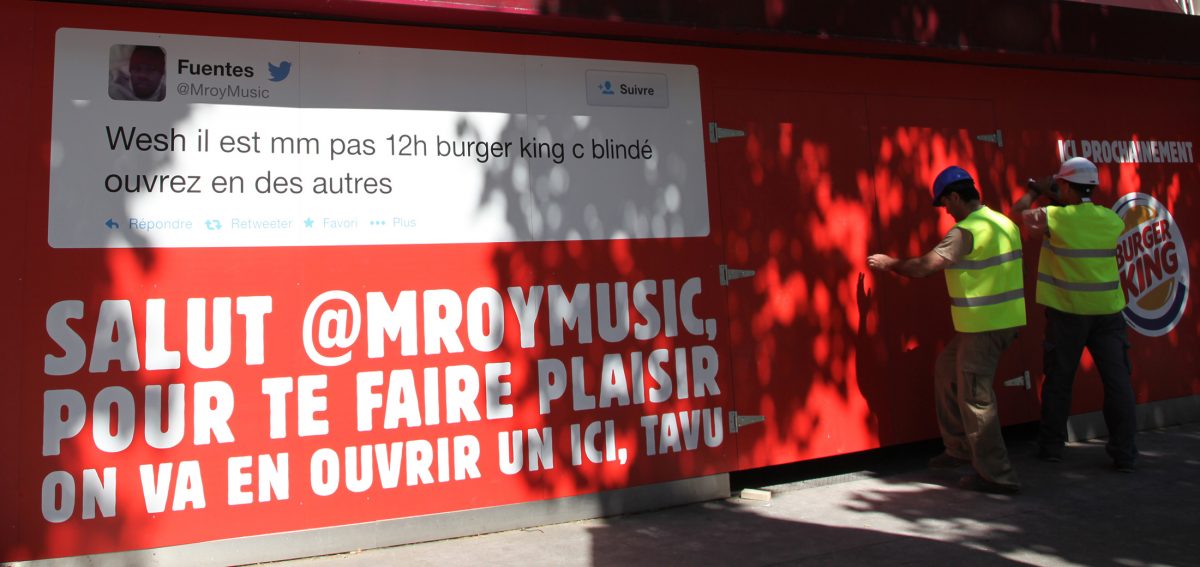 Fuentes
@MroyMusic
Suivre
Wesh il est mm pas 12h burger king c blindé
ouvrez en des autres
Répondre Retweeter Favori Plus
SALUT @MROYMUSIC,
POUR TE FAIRE PLAISIR
ON VA EN OUVRIR UN ICI, TAVU
ICI PROCHAINEMENT
BURGER
KING